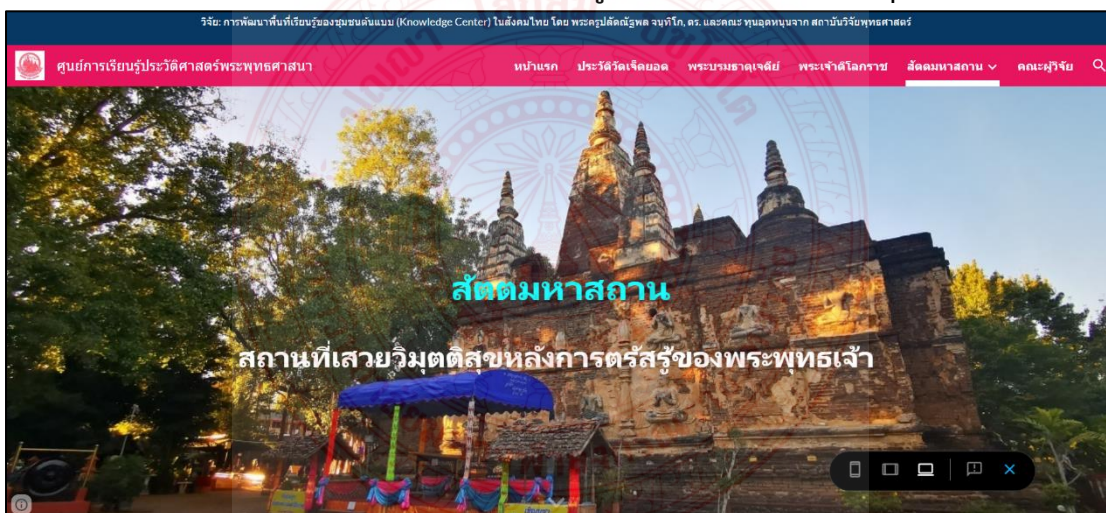 วิจัย: การพัฒนาพื้นที่เรียนรู้ของชุมชนต้นแบบ (Knowledge Center) ในสังคมไทย โดย พระครูปลัดณัฐพล จนฺทิโก, ดร. และคณะ ทุนอุดหนุนจาก สถาบันวิจัยพุทธศาสตร์
ศูนย์การเรียนรู้ประวัติศาสตร์พระพุทธศาสนา หน้าแรก ประวัติวัดเจ็ดยอด พระบรมธาตุเจดีย์ พระเจ้าติโลกราช สัตตมหาสถาน คณะผู้วิจัย
สัตตมหาสถาน
สถานที่เสวยวิมุตติสุขหลังการตรัสรู้ของพระพุทธเจ้า